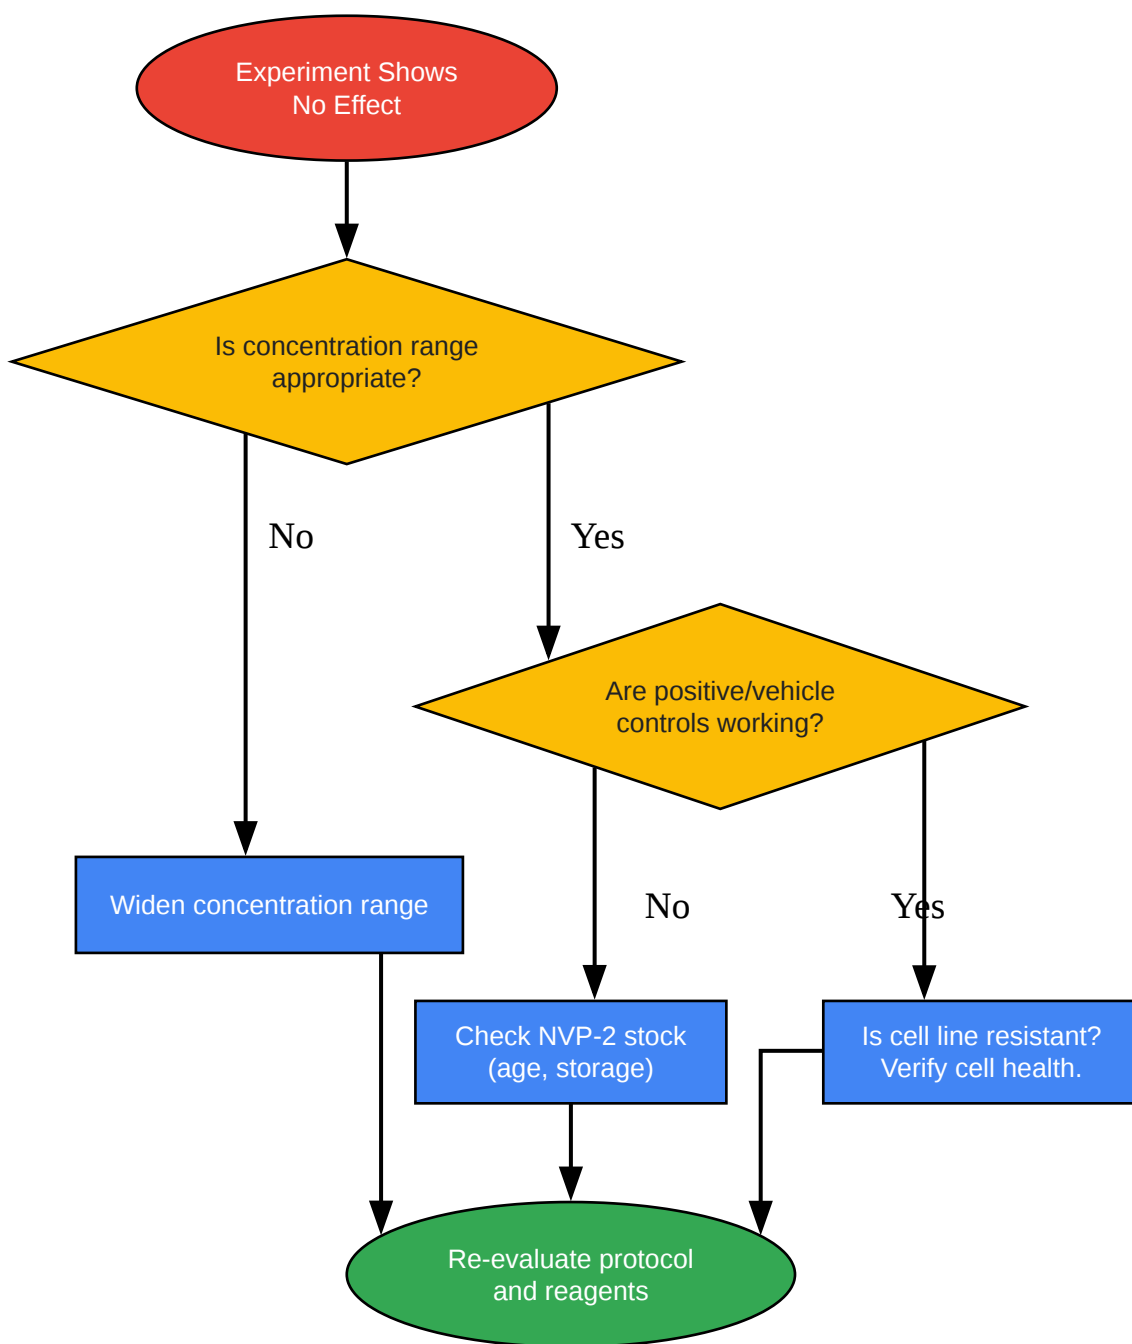 Experiment Shows
No Effect
Is concentration range
appropriate?
No
Yes
Are positive/vehicle
controls working?
Widen concentration range
No
Yes
Check NVP-2 stock
(age, storage)
Is cell line resistant?
Verify cell health.
Re-evaluate protocol
and reagents